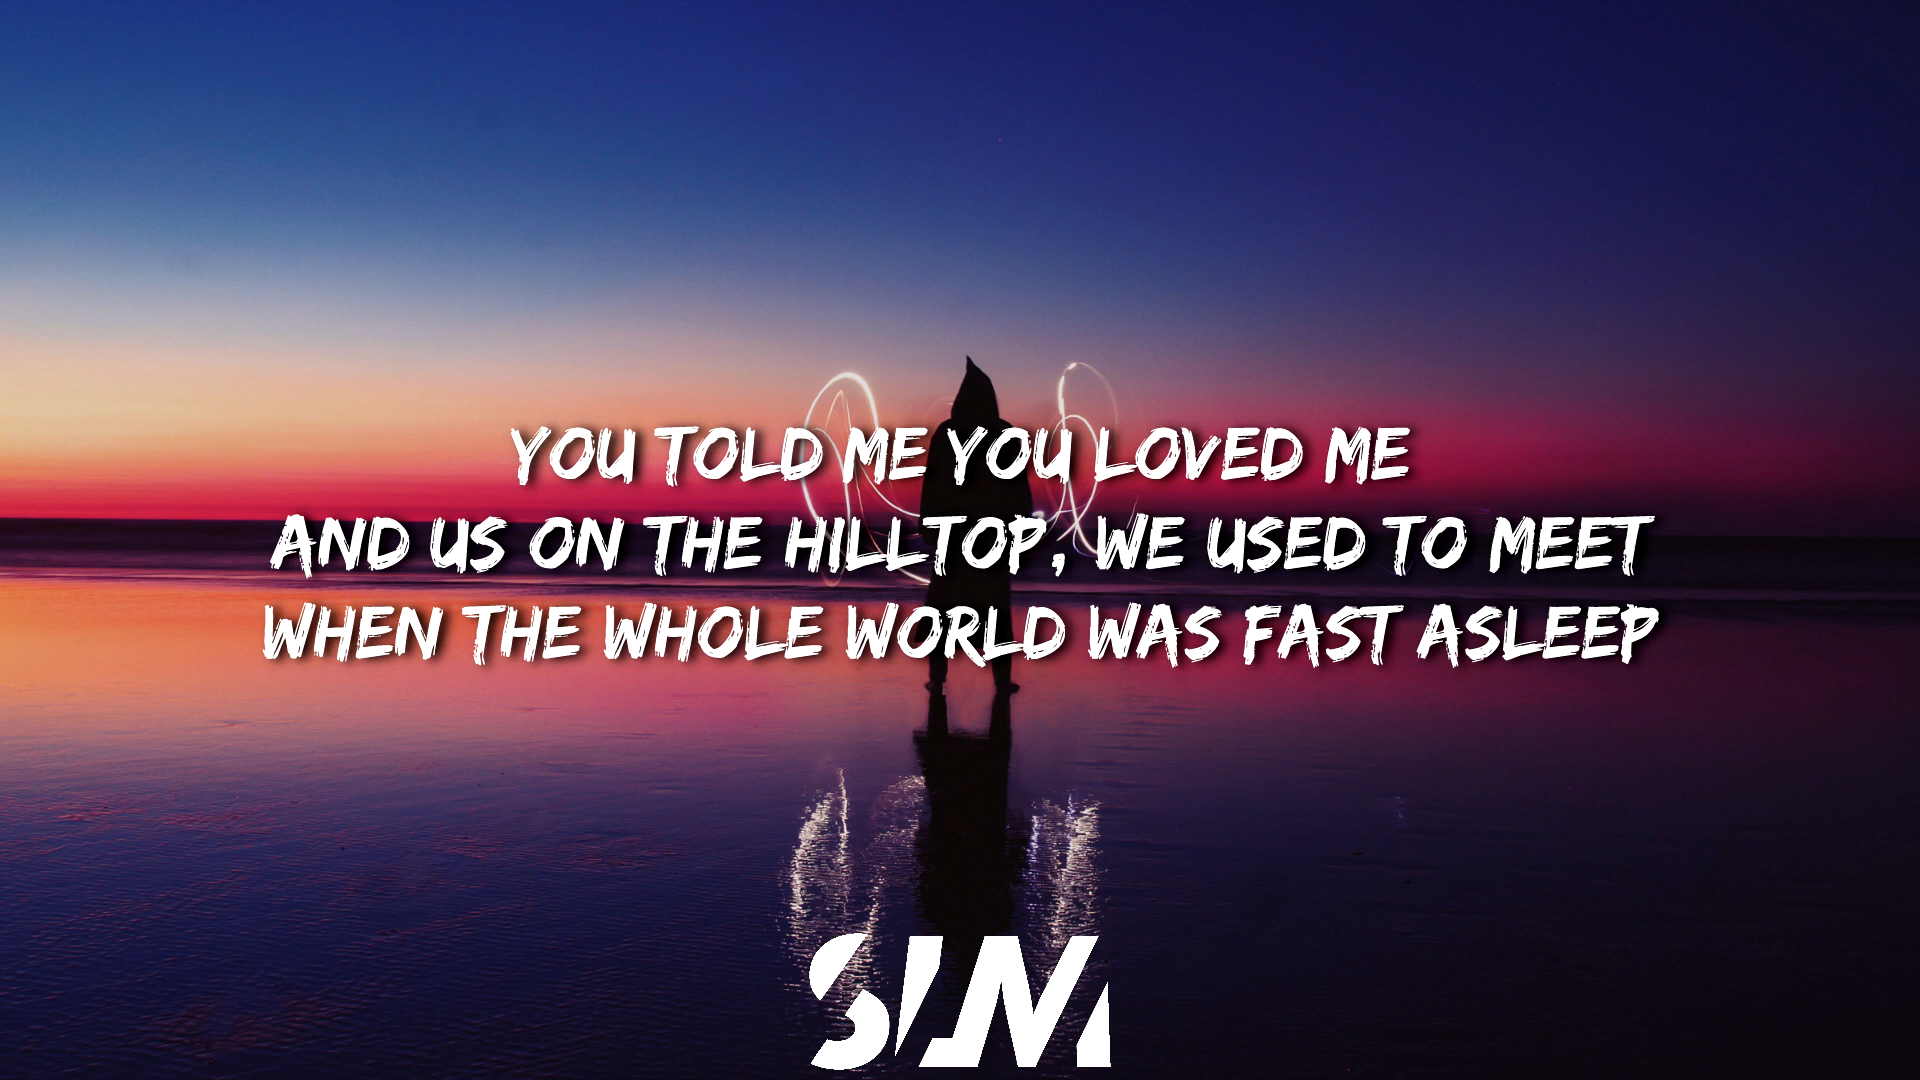 YOU TOLD ME YOU LOVED ME
AND US ON THE HILLTOP, WE USED TO MEET
WHEN THE WHOLE WORLD WAS FAST ASLEEP
SLM